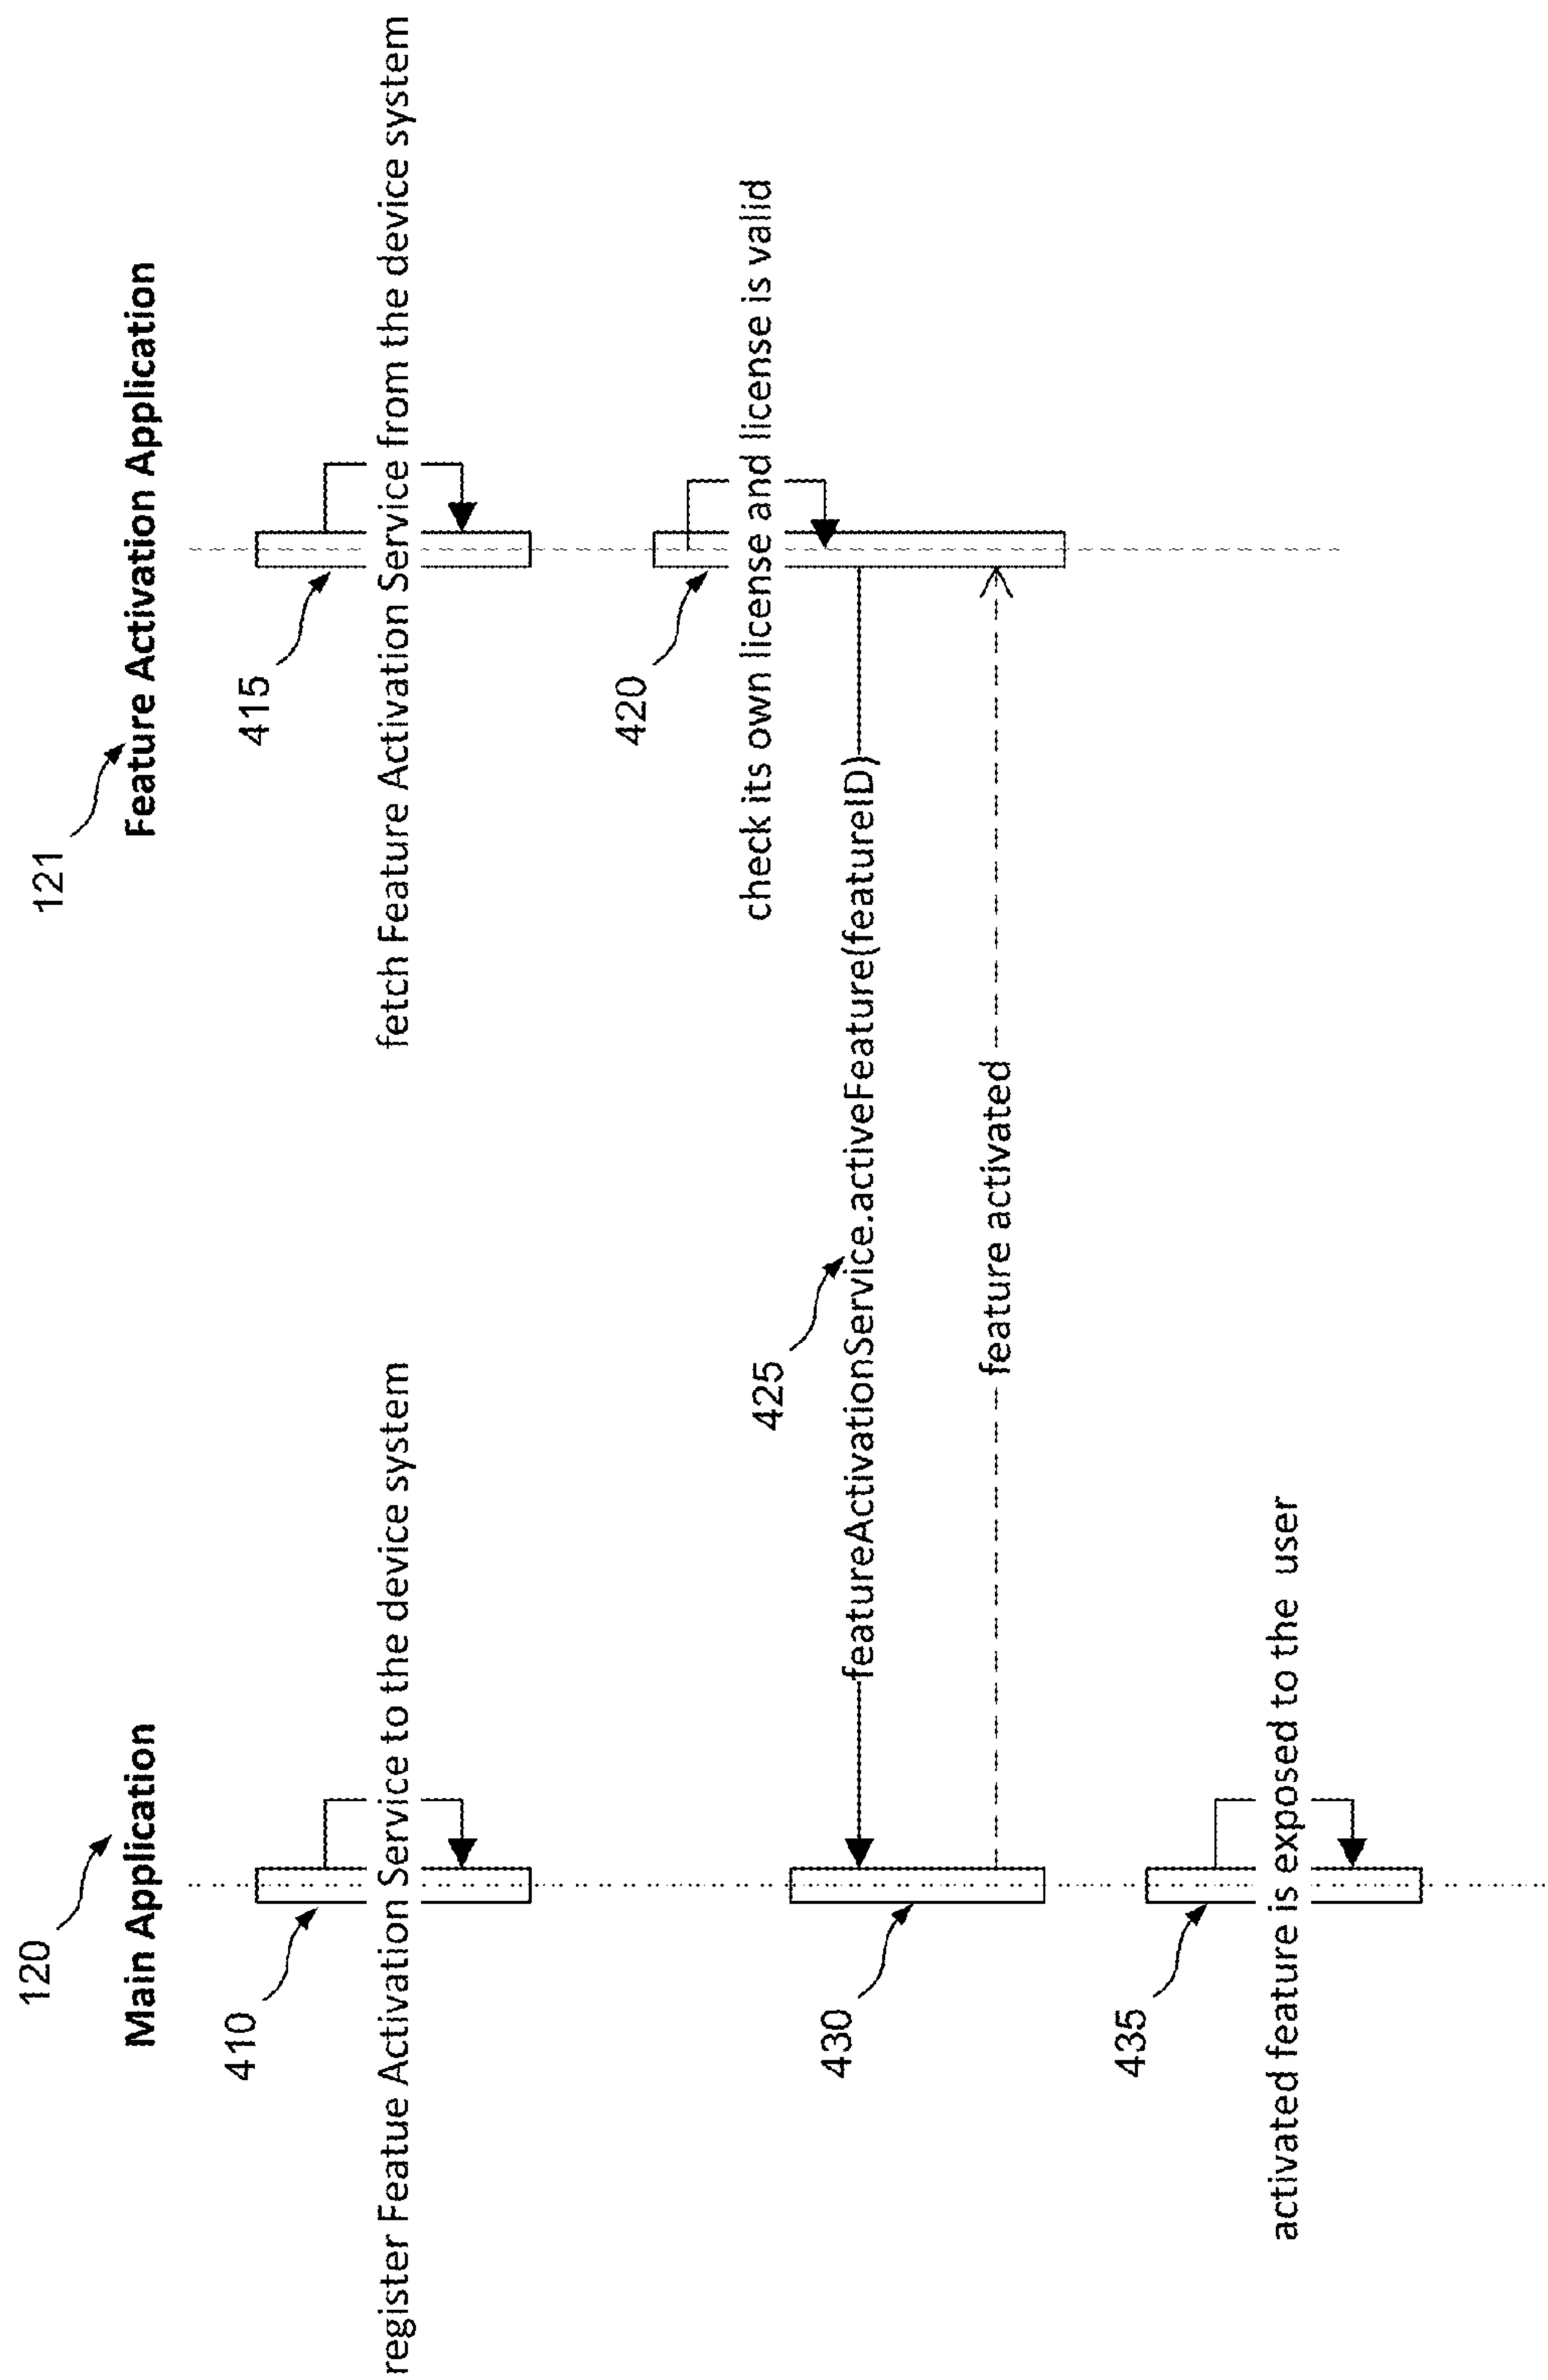 120
Main Application
121
Feature Activation Application
410
register Featue Activation Service to the device system
415
fetch Feature Activation Service from the device system
420
check its own license and license is valid
425
featureActivationService.activeFeature(featureID)
430
feature activated
435
activated feature is exposed to the user